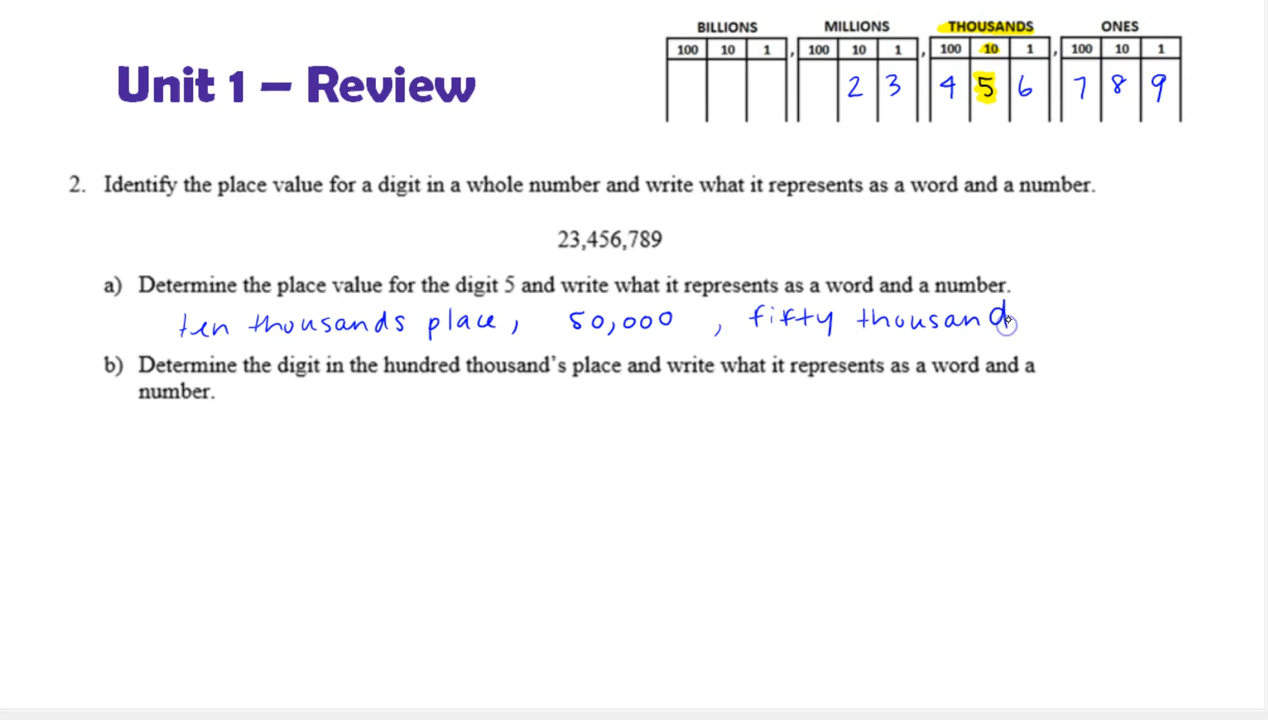 BILLIONS MILLIONS THOUSANDS ONES
100 10 1 , 100 10 1 , 100 10 1 , 100 10 1
2 3 4 5 6 7 8 9
Unit 1 – Review
2. Identify the place value for a digit in a whole number and write what it represents as a word and a number.
23,456,789
a) Determine the place value for the digit 5 and write what it represents as a word and a number.
ten thousands place, 50,000 , fifty thousand
b) Determine the digit in the hundred thousand's place and write what it represents as a word and a
number.